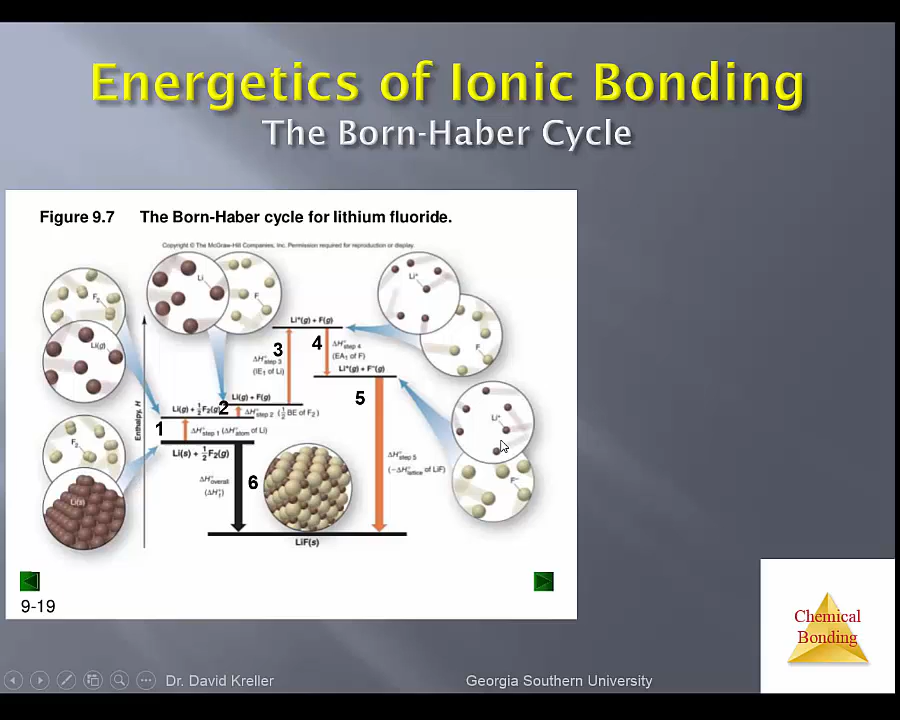 Energetics of Ionic Bonding
The Born-Haber Cycle
Figure 9.7 The Born-Haber cycle for lithium fluoride.
Copyright © The McGraw-Hill Companies, Inc. Permission required for reproduction or display.
F₂
Li
F
Li⁺
Li⁺(g) + F(g)
3
4
ΔH°step 3
(IE₁ of Li)
ΔH°step 4
(EA₁ of F)
F
Li(g)
Li⁺(g) + F⁻(g)
Li(g) + F(g)
5
Li(g) + ½F₂(g)
2
ΔH°step 2 (½ BE of F₂)
Li⁺
Enthalpy, H
1
ΔH°step 1 (ΔH°atom of Li)
F₂
Li(s) + ½F₂(g)
ΔH°step 5
(−ΔH°lattice of LiF)
ΔH°overall
(ΔH°f)
6
F⁻
Li(s)
LiF(s)
9-19
Chemical
Bonding
Dr. David Kreller
Georgia Southern University